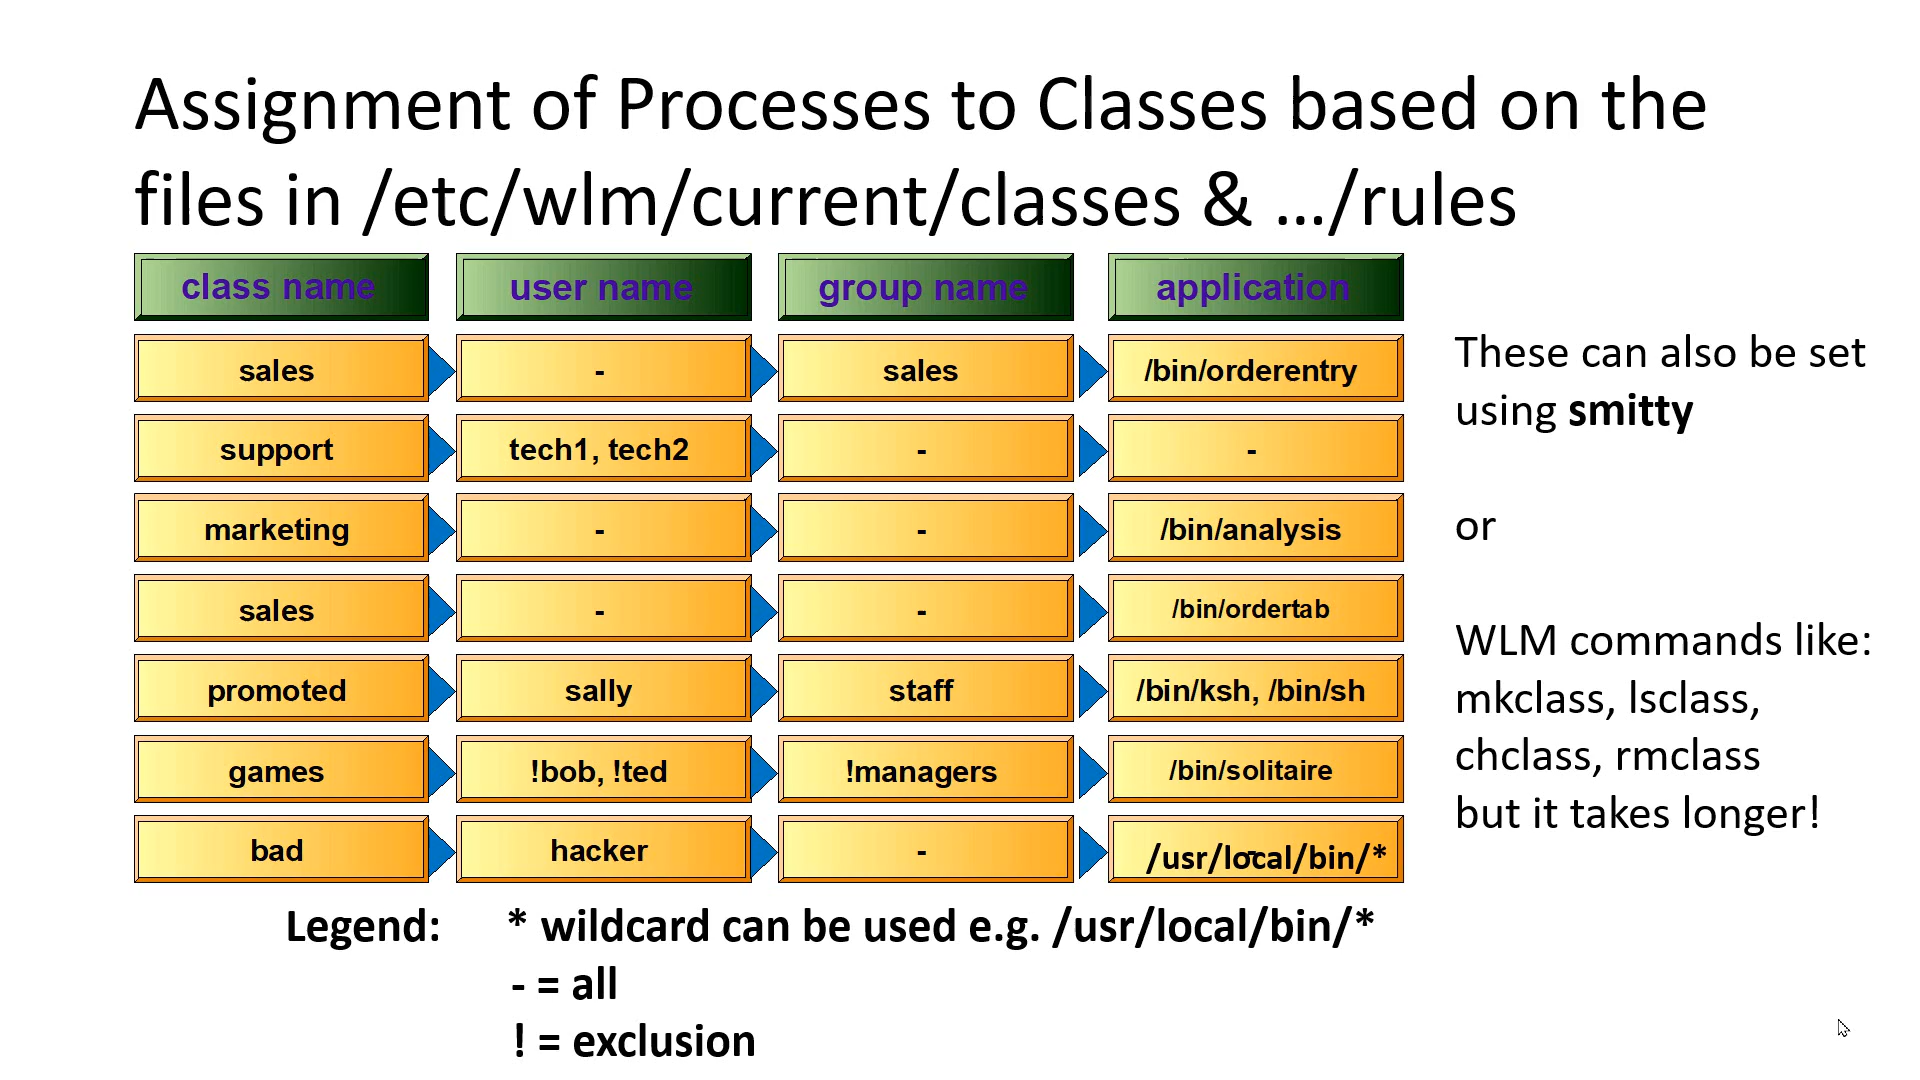 Assignment of Processes to Classes based on the
files in /etc/wlm/current/classes & …/rules
class name user name group name application
sales - sales /bin/orderentry
support tech1, tech2 - -
marketing - - /bin/analysis
sales - - /bin/ordertab
promoted sally staff /bin/ksh, /bin/sh
games !bob, !ted !managers /bin/solitaire
bad hacker - /usr/local/bin/*
These can also be set
using smitty
or
WLM commands like:
mkclass, lsclass,
chclass, rmclass
but it takes longer!
Legend: * wildcard can be used e.g. /usr/local/bin/*
- = all
! = exclusion